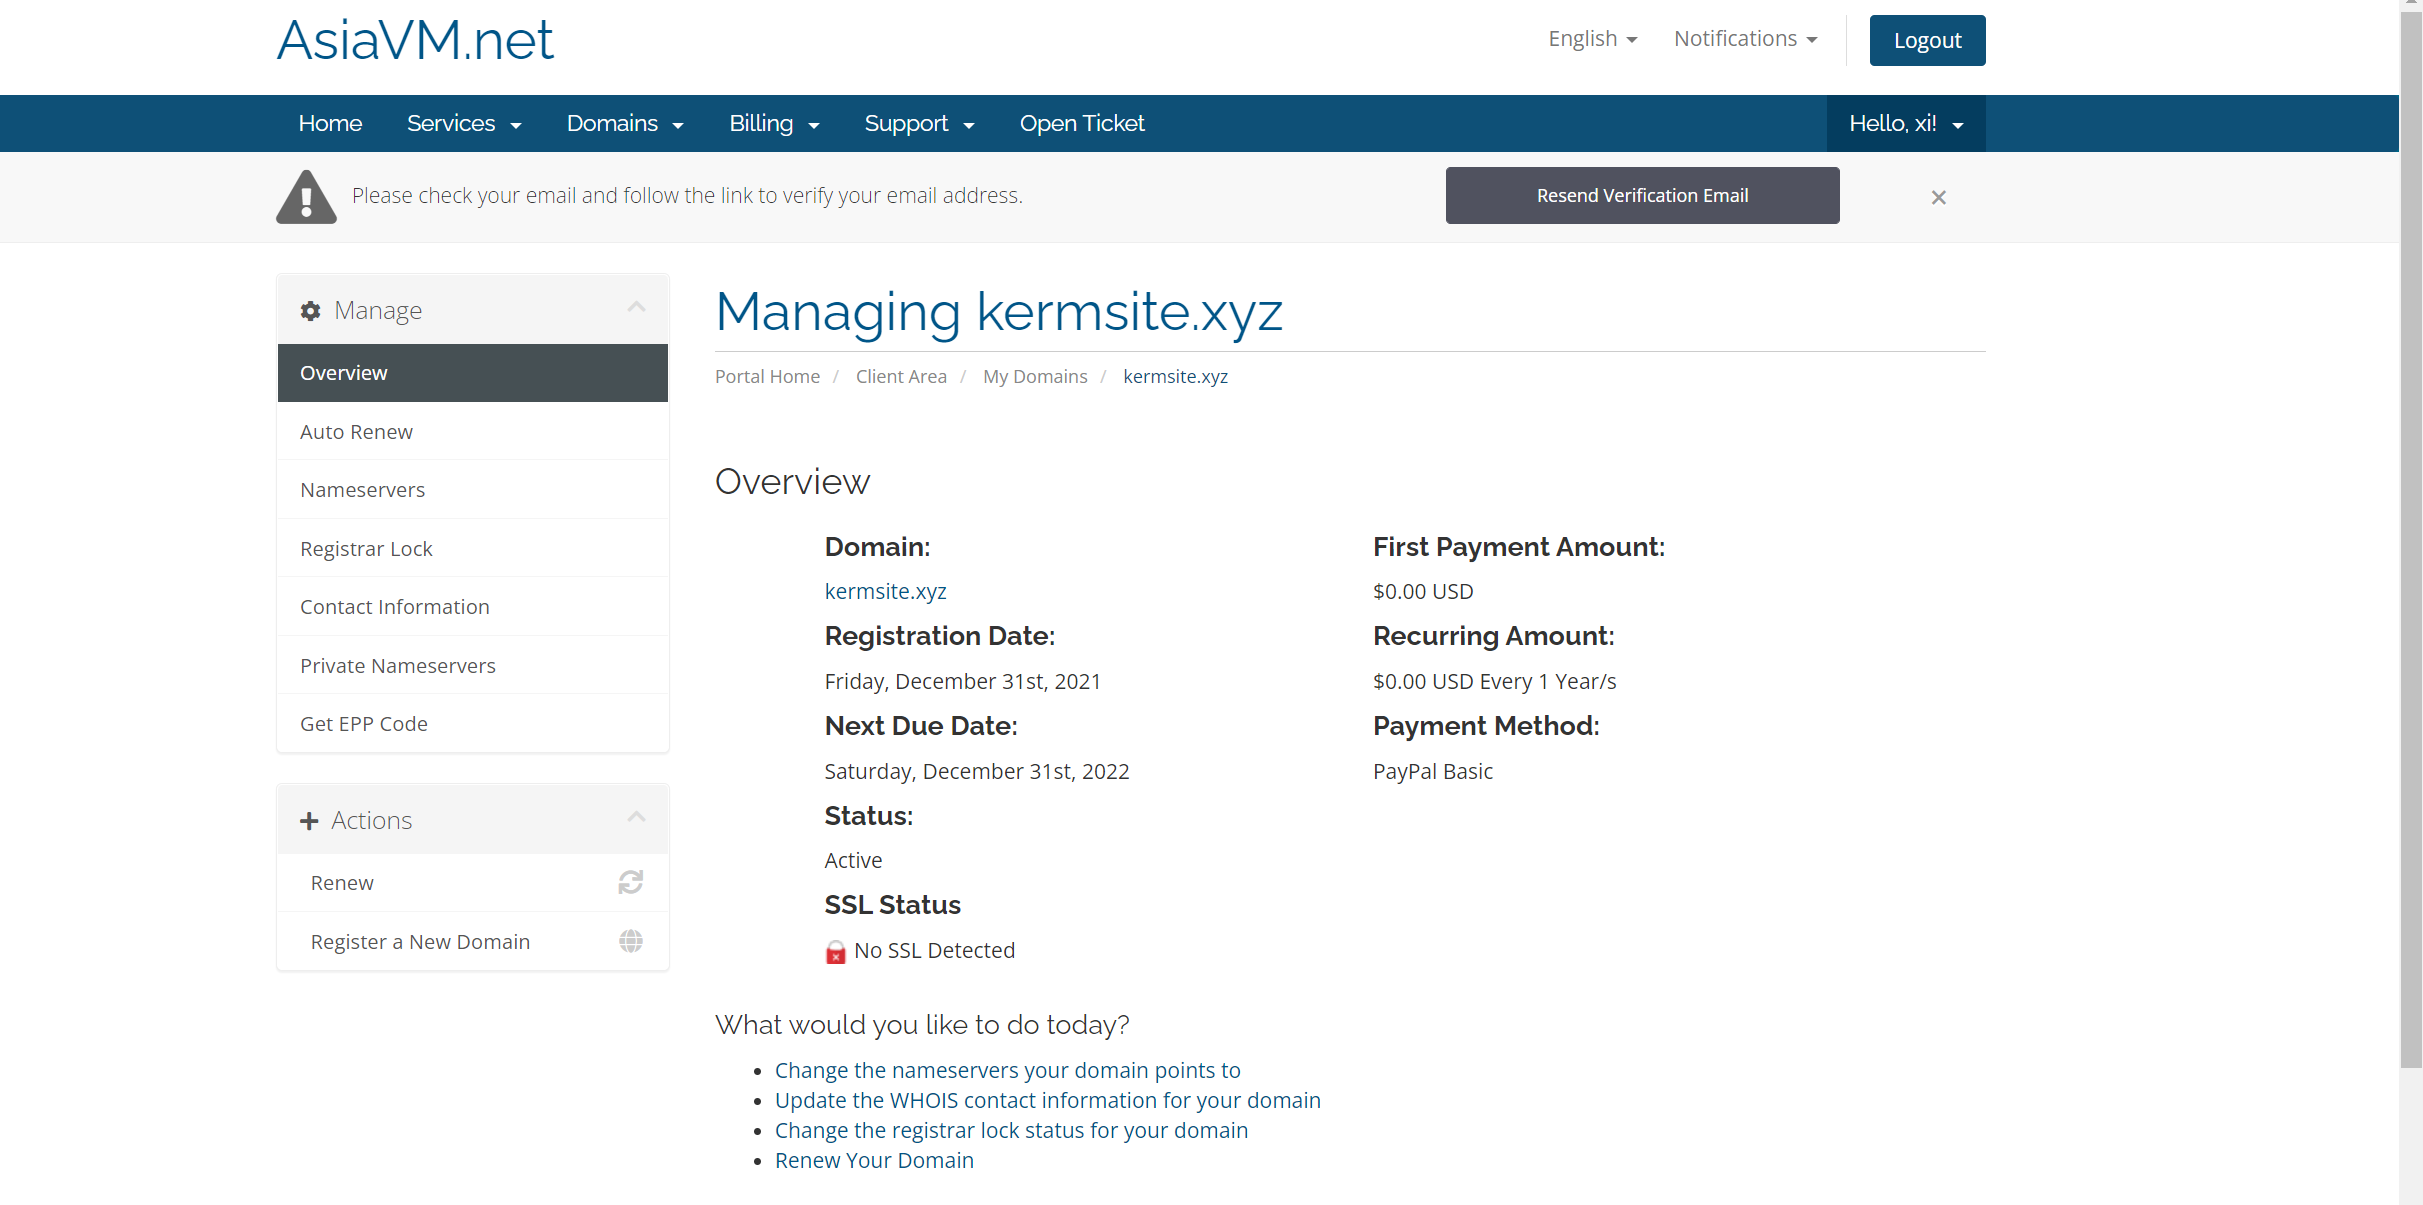 AsiaVM.net
English
Notifications
Logout
Home
Services
Domains
Billing
Support
Open Ticket
Hello, xi!
Please check your email and follow the link to verify your email address.
Resend Verification Email
×
Manage
Overview
Auto Renew
Nameservers
Registrar Lock
Contact Information
Private Nameservers
Get EPP Code
Actions
Renew
Register a New Domain
Managing kermsite.xyz
Portal Home / Client Area / My Domains / kermsite.xyz
Overview
Domain:
kermsite.xyz
Registration Date:
Friday, December 31st, 2021
Next Due Date:
Saturday, December 31st, 2022
Status:
Active
SSL Status
No SSL Detected
First Payment Amount:
$0.00 USD
Recurring Amount:
$0.00 USD Every 1 Year/s
Payment Method:
PayPal Basic
What would you like to do today?
• Change the nameservers your domain points to
• Update the WHOIS contact information for your domain
• Change the registrar lock status for your domain
• Renew Your Domain